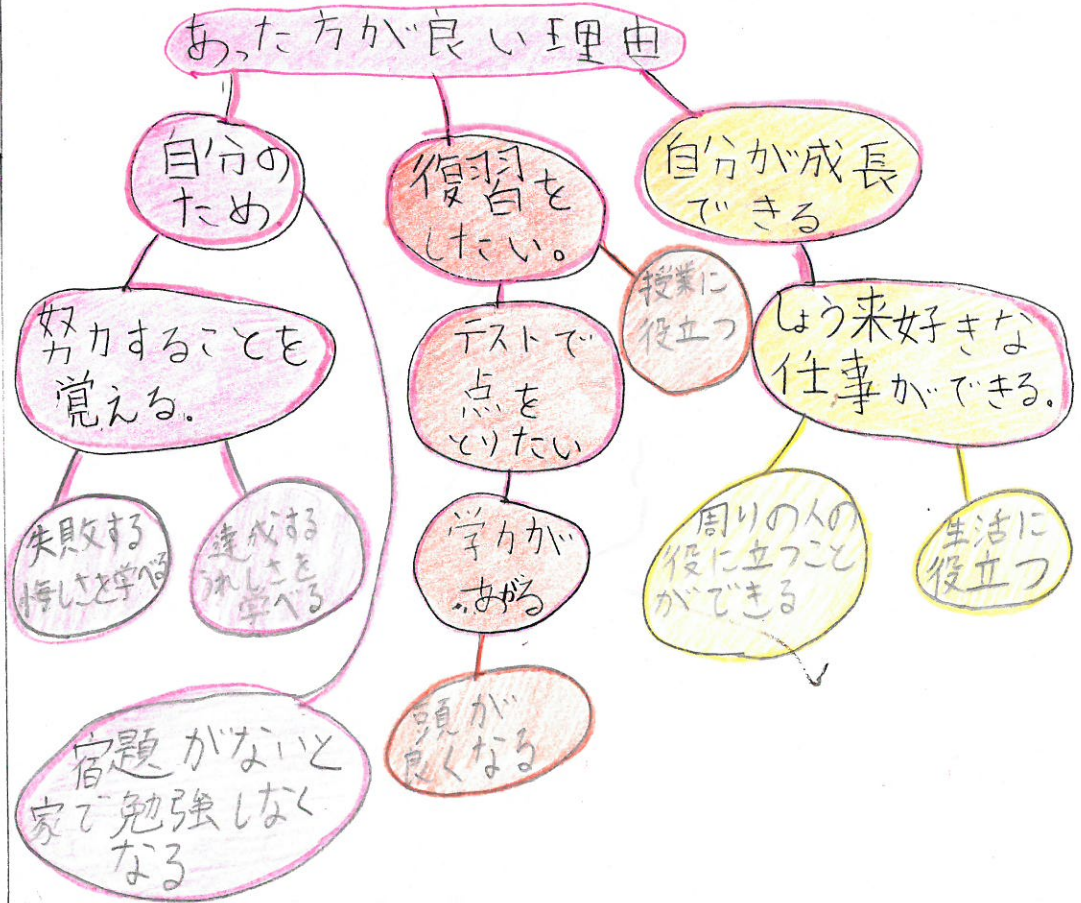 あった方が良い理由
自分の
ため
復習を
したい。
自分が成長
できる
授業に
役立つ
努力することを
覚える.
テストで
点を
とりたい
しょう来好きな
仕事ができる.
失敗する
悔しさを学べる
達成する
うれしさを
学べる
学力が
あがる
周りの人の
役に立つこと
ができる
生活に
役立つ
頭が
良くなる
宿題がないと
家で勉強しなく
なる